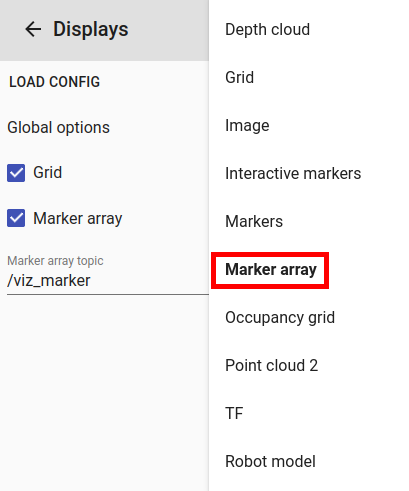 Displays
LOAD CONFIG
Global options
Grid
Marker array
Marker array topic
/viz_marker
Depth cloud
Grid
Image
Interactive markers
Markers
Marker array
Occupancy grid
Point cloud 2
TF
Robot model